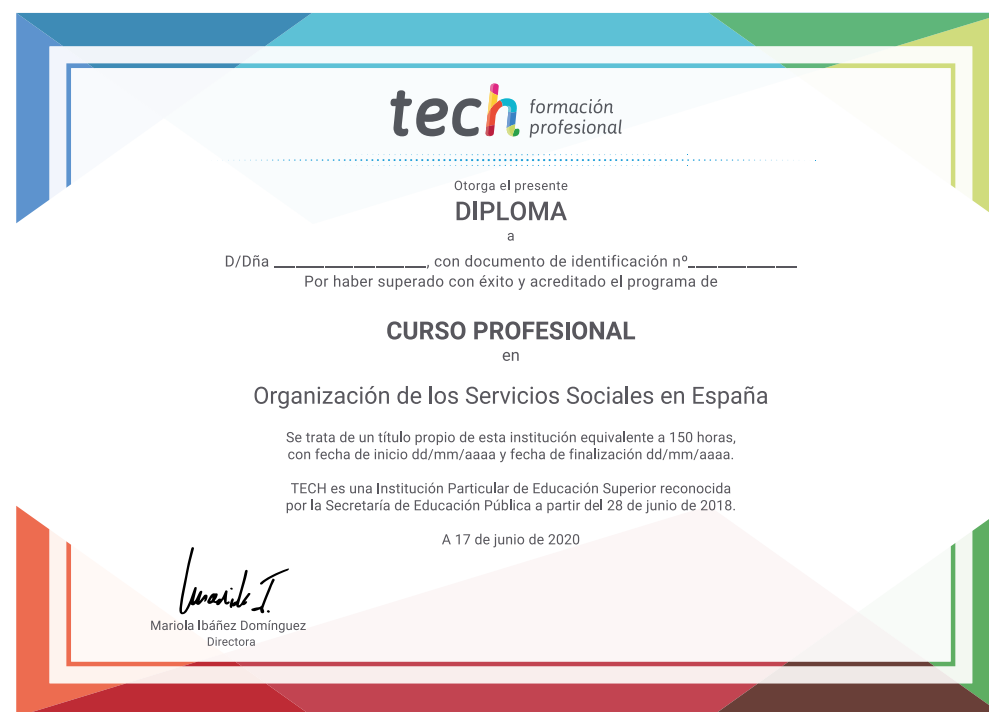 tech formación
profesional
Otorga el presente
DIPLOMA
a
D/Dña ________________, con documento de identificación nº____________
Por haber superado con éxito y acreditado el programa de
CURSO PROFESIONAL
en
Organización de los Servicios Sociales en España
Se trata de un título propio de esta institución equivalente a 150 horas,
con fecha de inicio dd/mm/aaaa y fecha de finalización dd/mm/aaaa.
TECH es una Institución Particular de Educación Superior reconocida
por la Secretaría de Educación Pública a partir del 28 de junio de 2018.
A 17 de junio de 2020
Mariola Ibáñez Domínguez
Directora